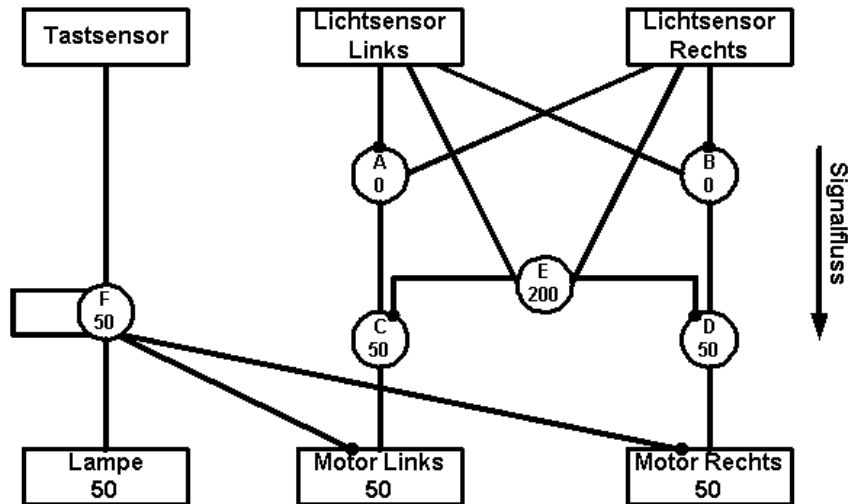 Tastsensor
Lichtsensor
Links
Lichtsensor
Rechts
A
0
B
0
Signalfluss
E
200
F
50
C
50
D
50
Lampe
50
Motor Links
50
Motor Rechts
50